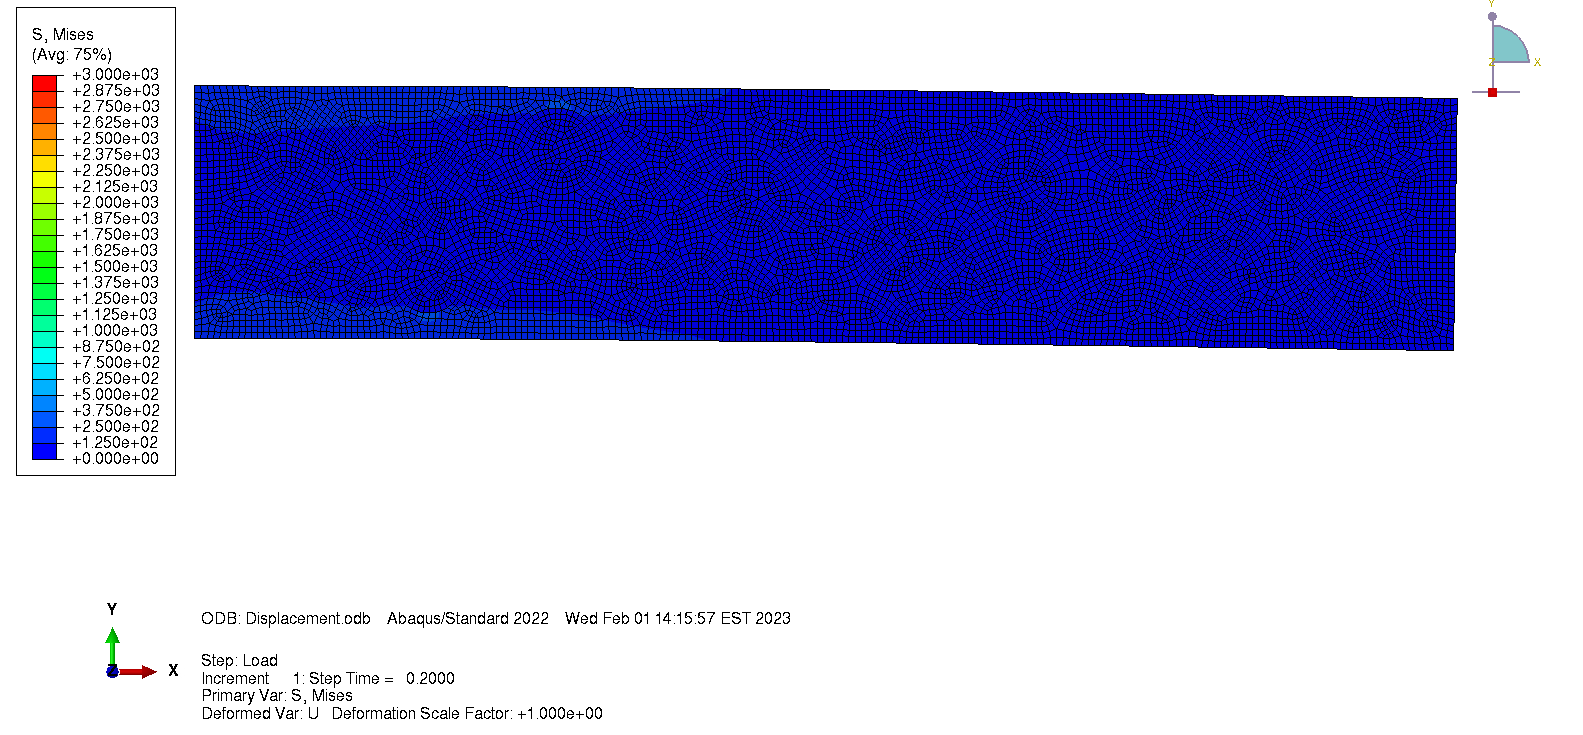 S, Mises
(Avg: 75%)
+3.000e+03
+2.875e+03
+2.750e+03
+2.625e+03
+2.500e+03
+2.375e+03
+2.250e+03
+2.125e+03
+2.000e+03
+1.875e+03
+1.750e+03
+1.625e+03
+1.500e+03
+1.375e+03
+1.250e+03
+1.125e+03
+1.000e+03
+8.750e+02
+7.500e+02
+6.250e+02
+5.000e+02
+3.750e+02
+2.500e+02
+1.250e+02
+0.000e+00
Y
Z X
Y
Z X
ODB: Displacement.odb Abaqus/Standard 2022 Wed Feb 01 14:15:57 EST 2023
Step: Load
Increment 1: Step Time = 0.2000
Primary Var: S, Mises
Deformed Var: U Deformation Scale Factor: +1.000e+00